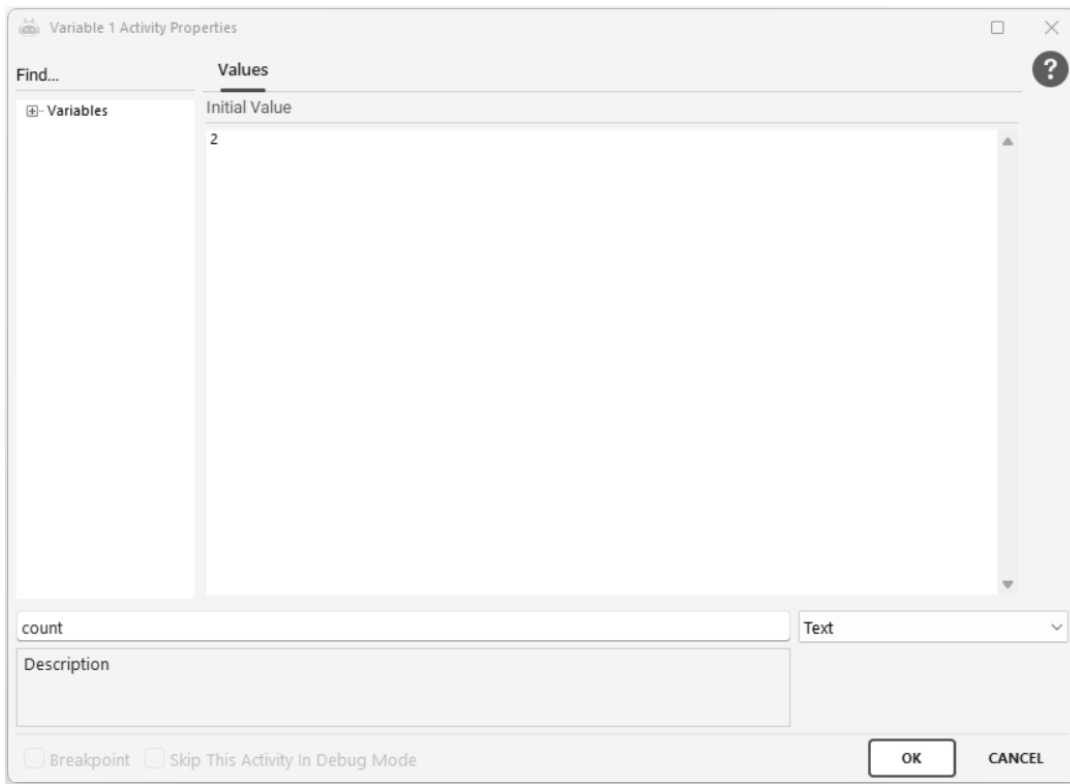 Variable 1 Activity Properties
Find...
Values
?
Variables
Initial Value
2
count
Text
Description
Breakpoint
Skip This Activity In Debug Mode
OK
CANCEL